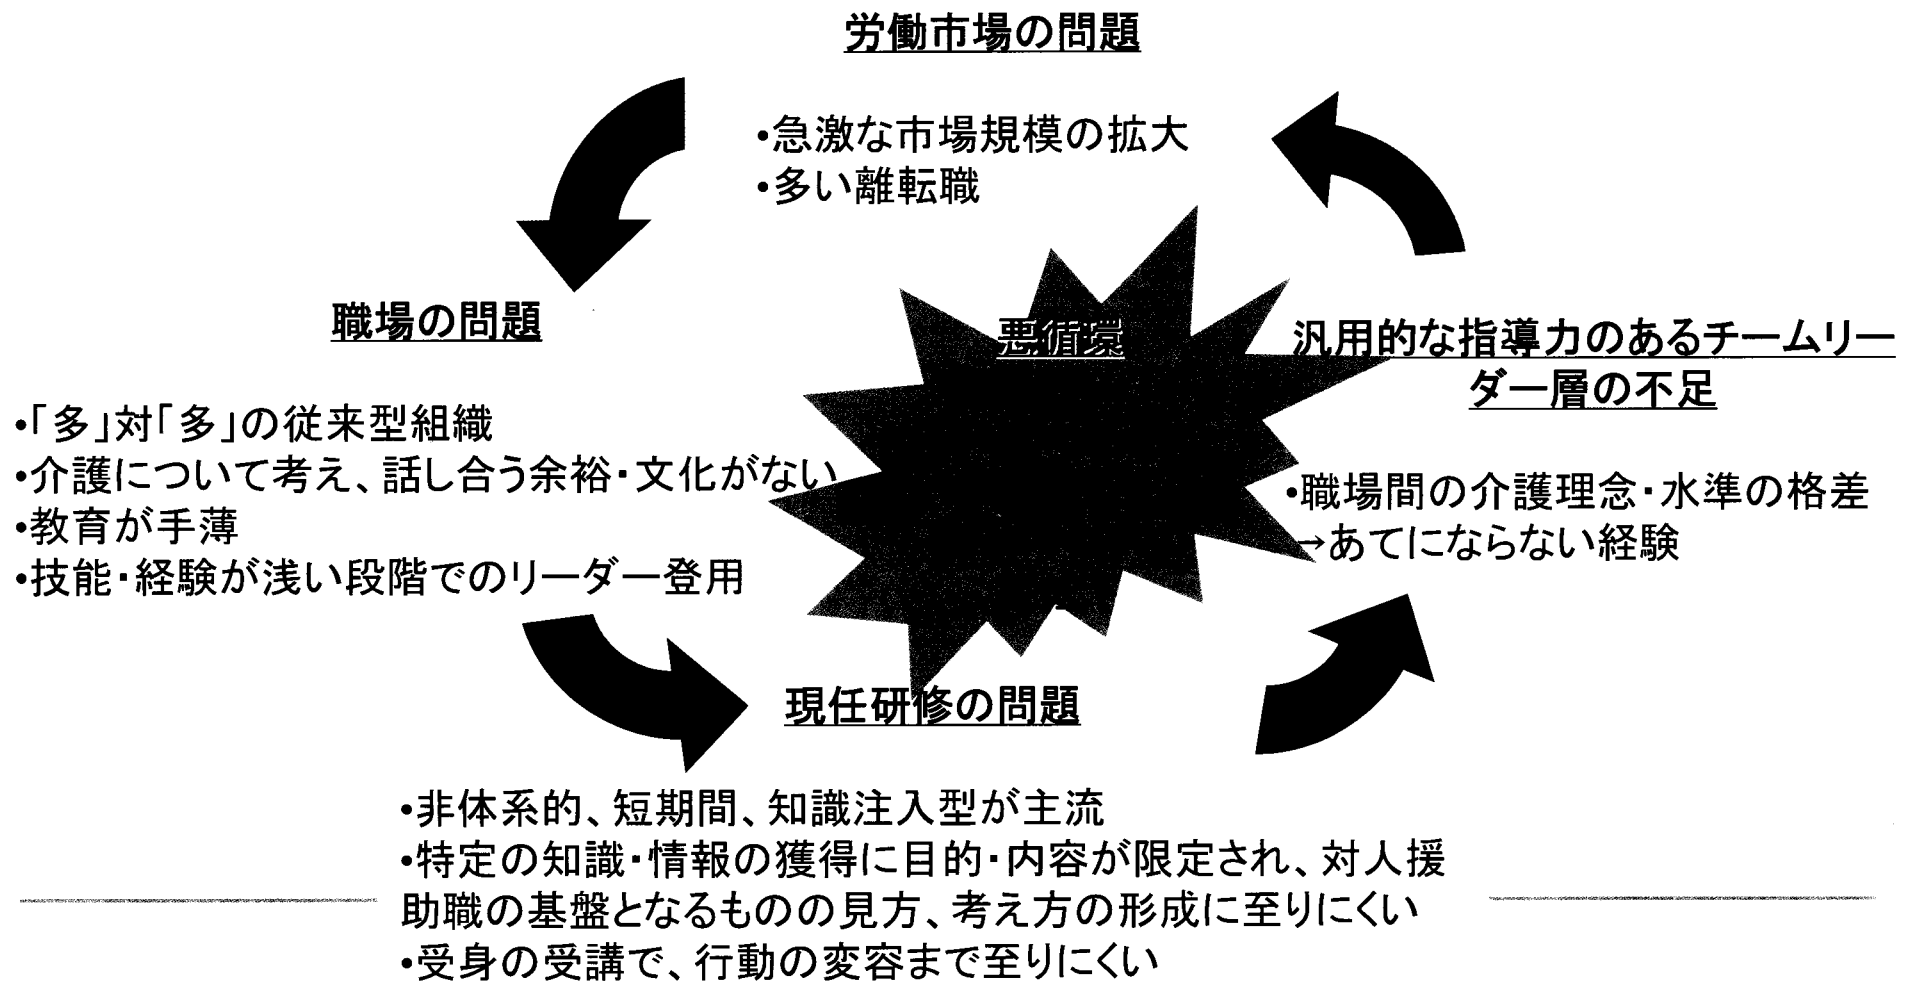 労働市場の問題
•急激な市場規模の拡大
•多い離転職
職場の問題
•「多」対「多」の従来型組織
•介護について考え、話し合う余裕・文化がない
•教育が手薄
•技能・経験が浅い段階でのリーダー登用
悪循環
汎用的な指導力のあるチームリー
ダー層の不足
•職場間の介護理念・水準の格差
→あてにならない経験
現任研修の問題
•非体系的、短期間、知識注入型が主流
•特定の知識・情報の獲得に目的・内容が限定され、対人援
助職の基盤となるものの見方、考え方の形成に至りにくい
•受身の受講で、行動の変容まで至りにくい